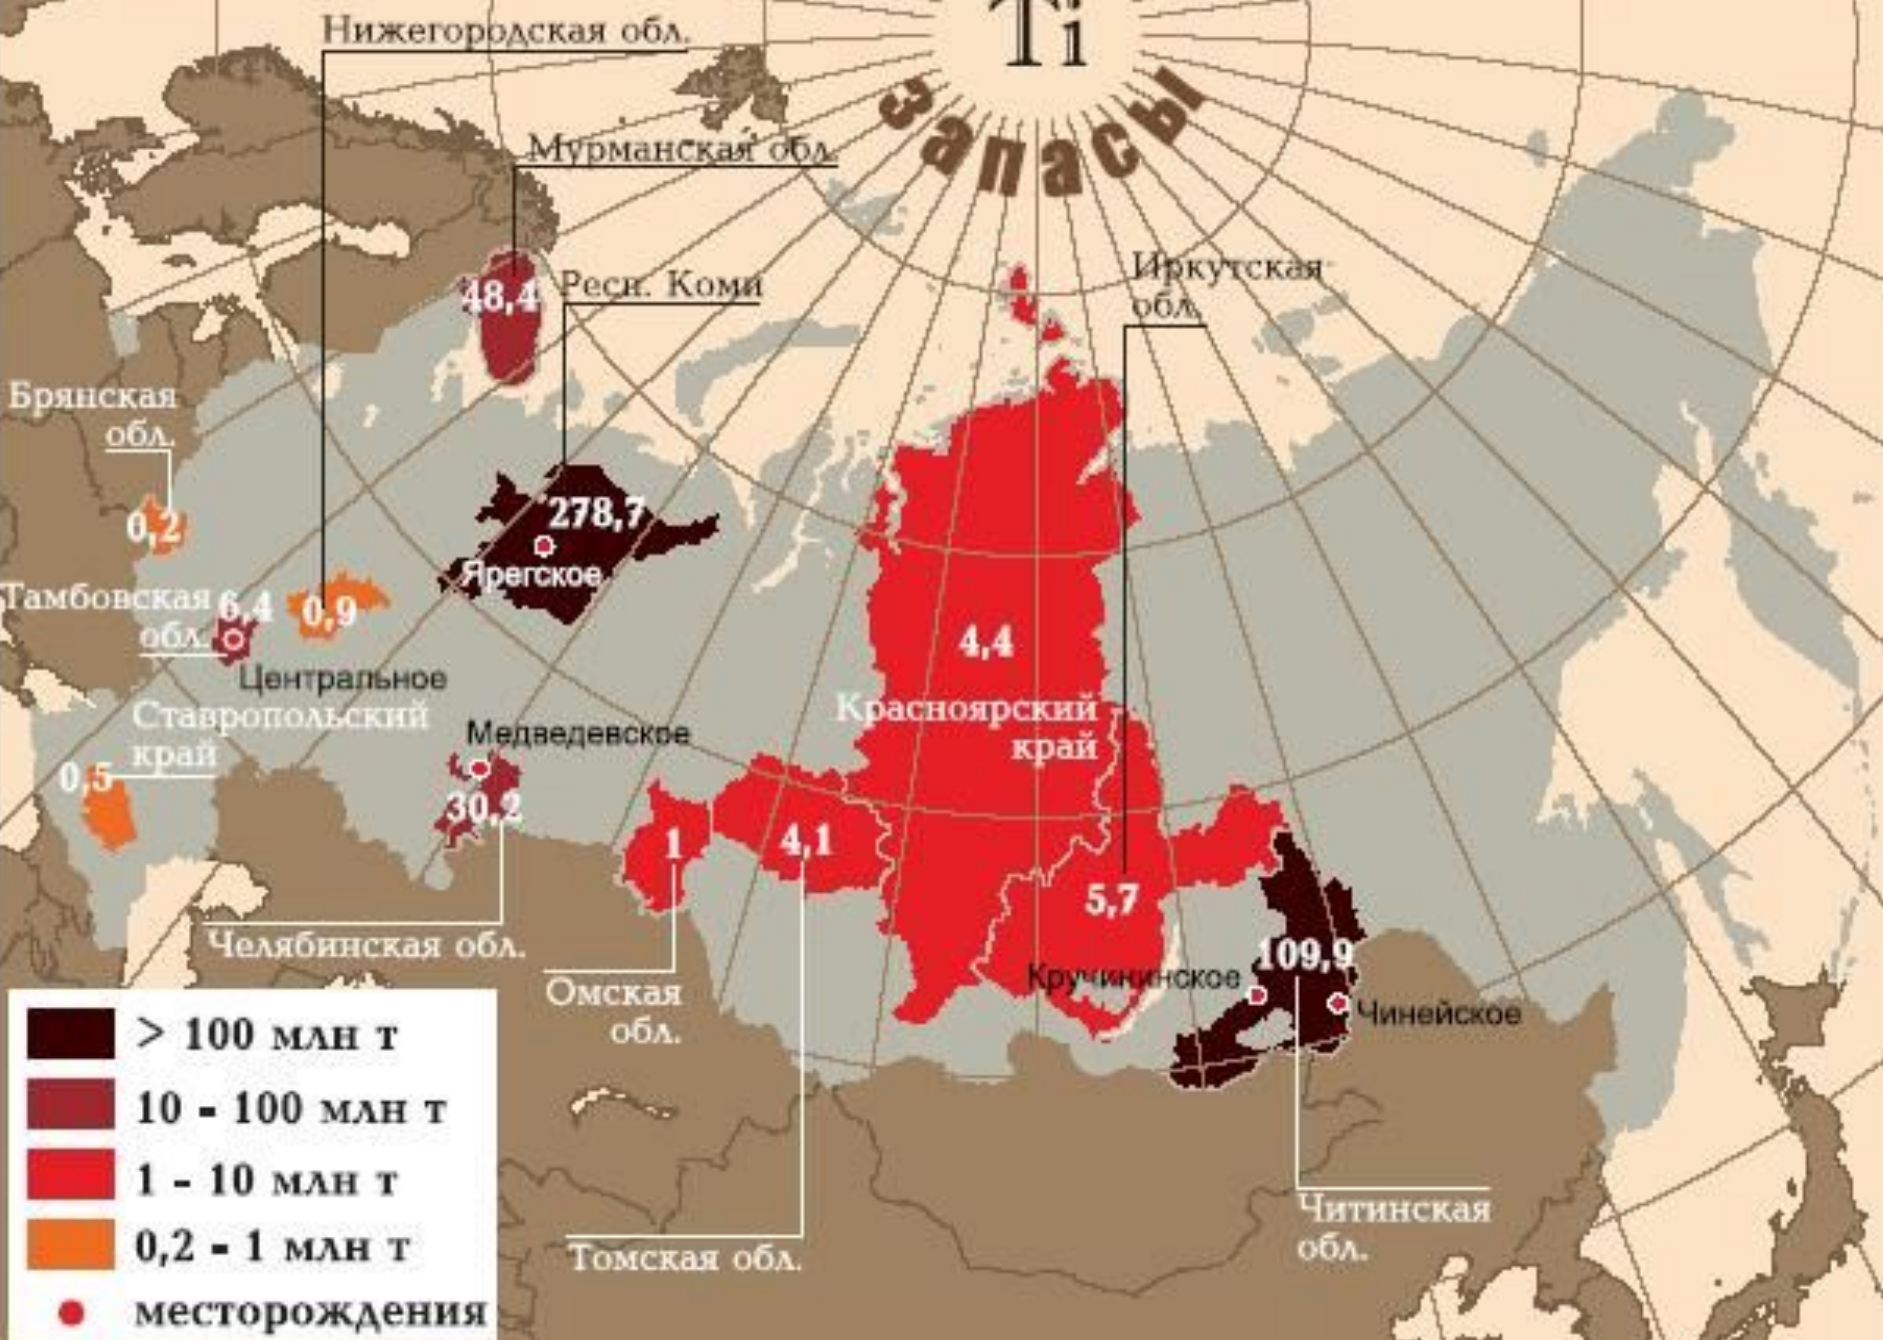 Ti
запасы
Нижегородская обл.
Мурманская обл.
48,4
Респ. Коми
Иркутская
обл.
Брянская
обл.
0,2
278,7
Ярегское
Тамбовская
обл.
6,4
0,9
Центральное
4,4
Красноярский
край
Ставропольский
край
0,5
Медведевское
30,2
1
4,1
5,7
109,9
Кручининское
Чинейское
Челябинская обл.
Омская
обл.
Томская обл.
Читинская
обл.
> 100 млн т
10 - 100 млн т
1 - 10 млн т
0,2 - 1 млн т
месторождения